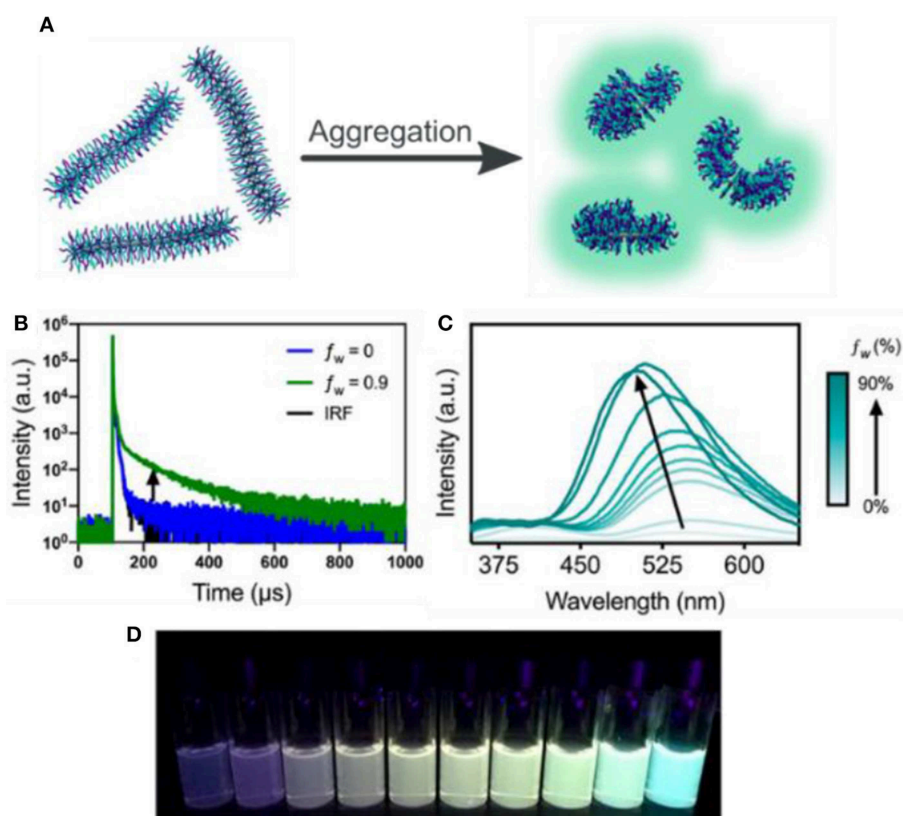 A
Aggregation
B
10⁶
10⁵
10⁴
10³
10²
10¹
10⁰
Intensity (a.u.)
f_w = 0
f_w = 0.9
IRF
0 200 400 600 800 1000
Time (µs)
C
Intensity (a.u.)
375 450 525 600
Wavelength (nm)
f_w (%)
90%
0%
D